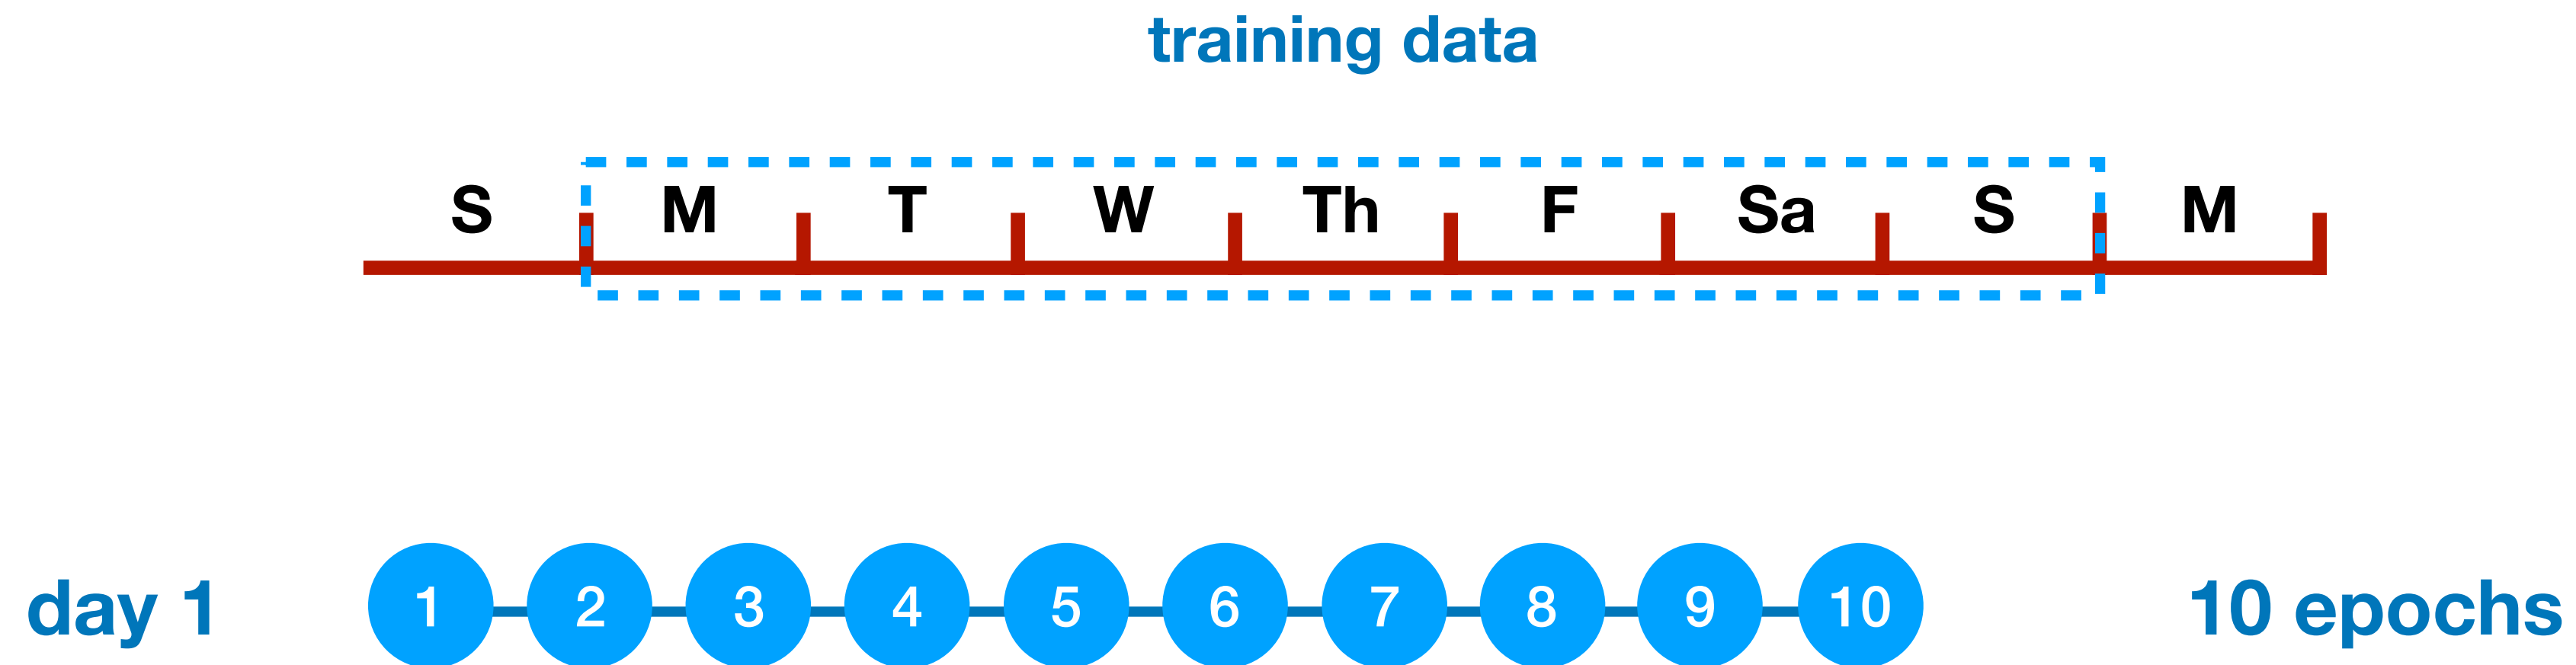 training data
S M T W Th F Sa S M
day 1 1 2 3 4 5 6 7 8 9 10 10 epochs